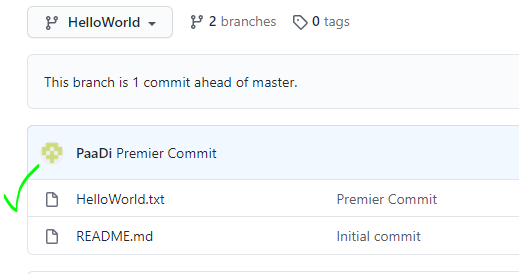 HelloWorld 2 branches 0 tags
This branch is 1 commit ahead of master.
PaaDi Premier Commit
HelloWorld.txt Premier Commit
README.md Initial commit